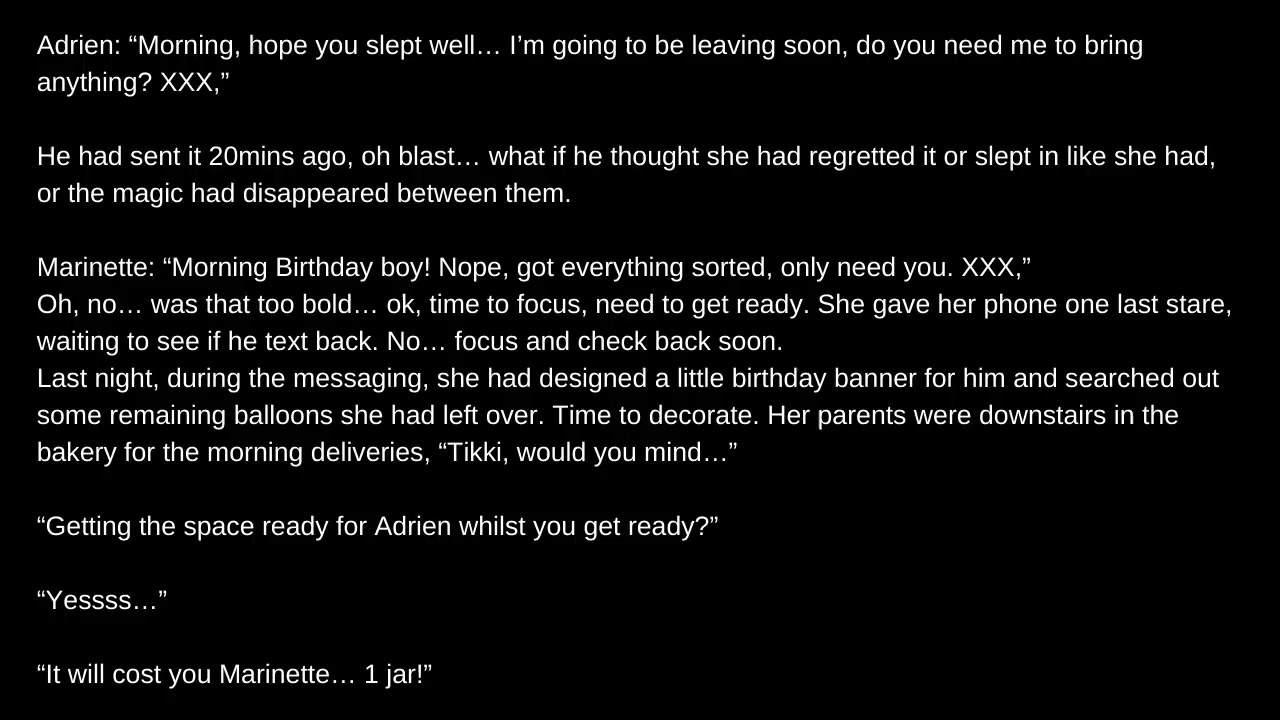 Adrien: “Morning, hope you slept well… I’m going to be leaving soon, do you need me to bring
anything? XXX,”
He had sent it 20mins ago, oh blast… what if he thought she had regretted it or slept in like she had,
or the magic had disappeared between them.
Marinette: “Morning Birthday boy! Nope, got everything sorted, only need you. XXX,”
Oh, no… was that too bold… ok, time to focus, need to get ready. She gave her phone one last stare,
waiting to see if he text back. No… focus and check back soon.
Last night, during the messaging, she had designed a little birthday banner for him and searched out
some remaining balloons she had left over. Time to decorate. Her parents were downstairs in the
bakery for the morning deliveries, “Tikki, would you mind…”
“Getting the space ready for Adrien whilst you get ready?”
“Yessss…”
“It will cost you Marinette… 1 jar!”